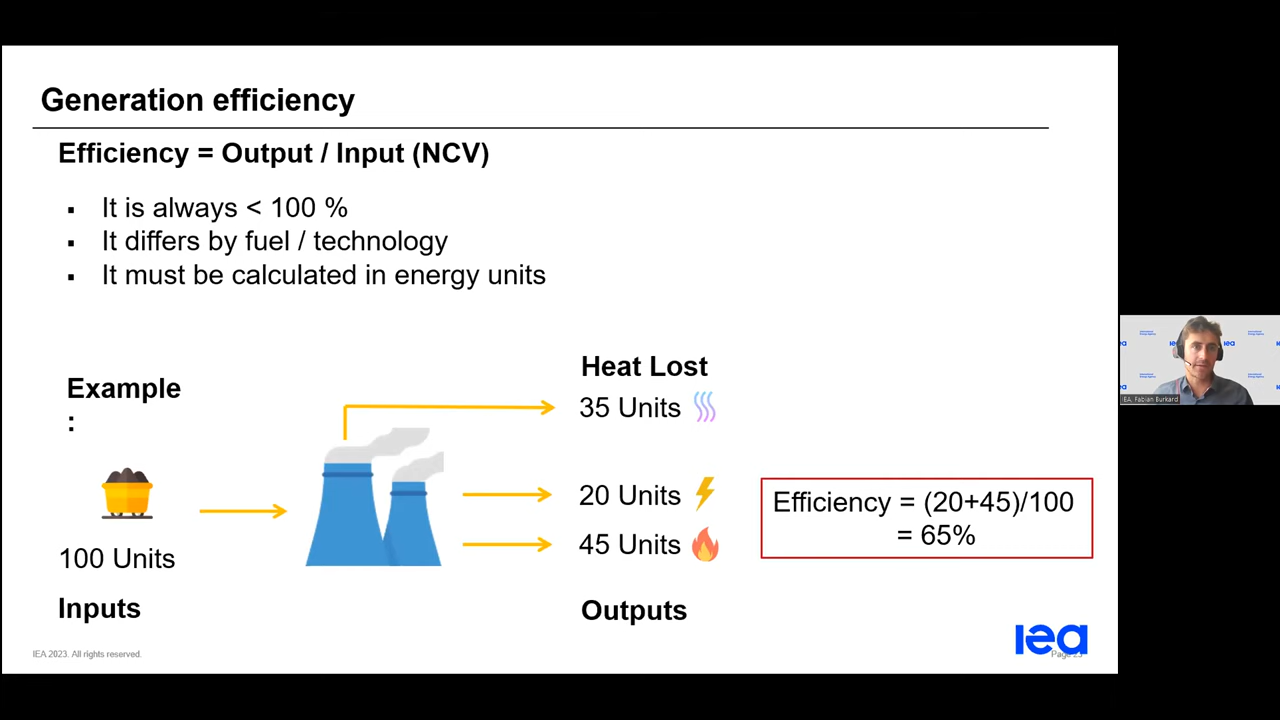 Generation efficiency
Efficiency = Output / Input (NCV)
▪ It is always < 100 %
▪ It differs by fuel / technology
▪ It must be calculated in energy units
Example
:
100 Units
Inputs
Heat Lost
35 Units
20 Units
45 Units
Outputs
Efficiency = (20+45)/100
= 65%
IEA 2023. All rights reserved.
iea
IEA, Fabian Burkard